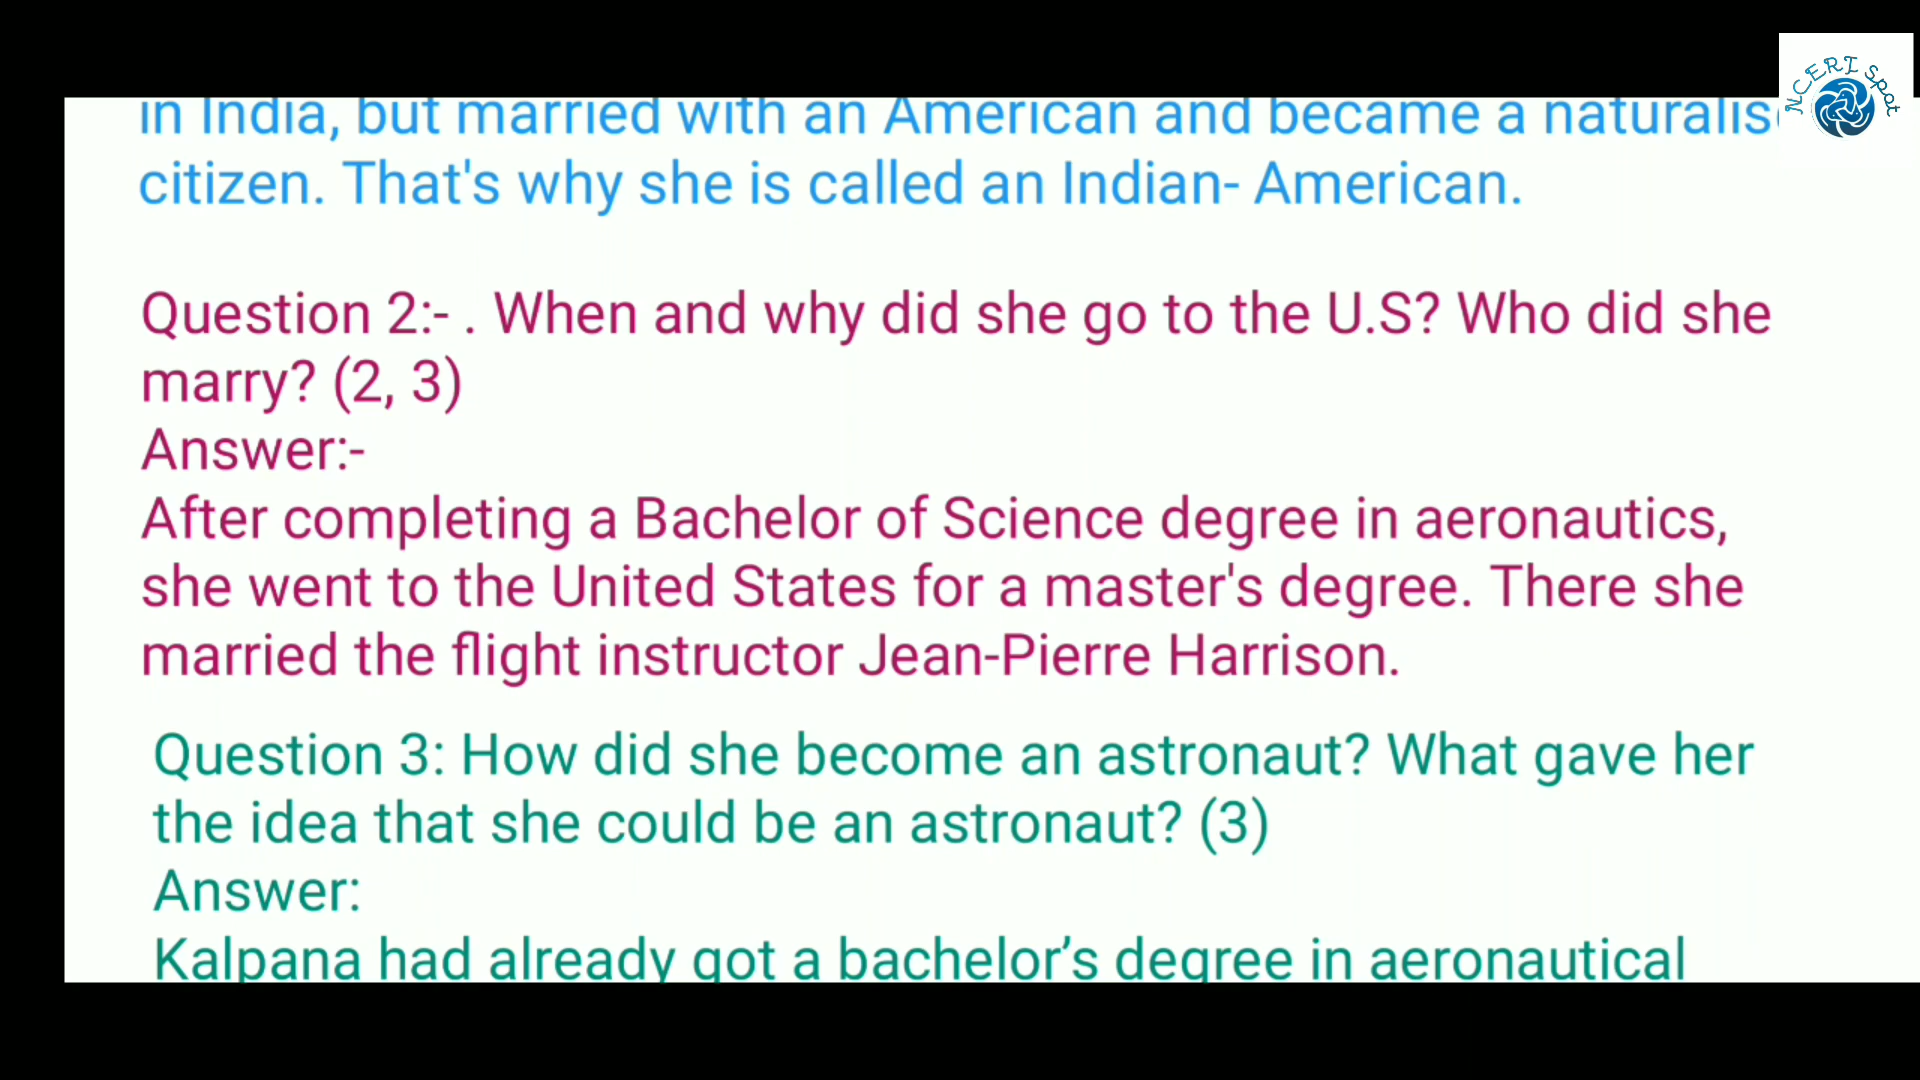 in India, but married with an American and became a naturalis
citizen. That's why she is called an Indian- American.
Question 2:- . When and why did she go to the U.S? Who did she
marry? (2, 3)
Answer:-
After completing a Bachelor of Science degree in aeronautics,
she went to the United States for a master's degree. There she
married the flight instructor Jean-Pierre Harrison.
Question 3: How did she become an astronaut? What gave her
the idea that she could be an astronaut? (3)
Answer:
Kalpana had already got a bachelor’s degree in aeronautical
NCERT Spot